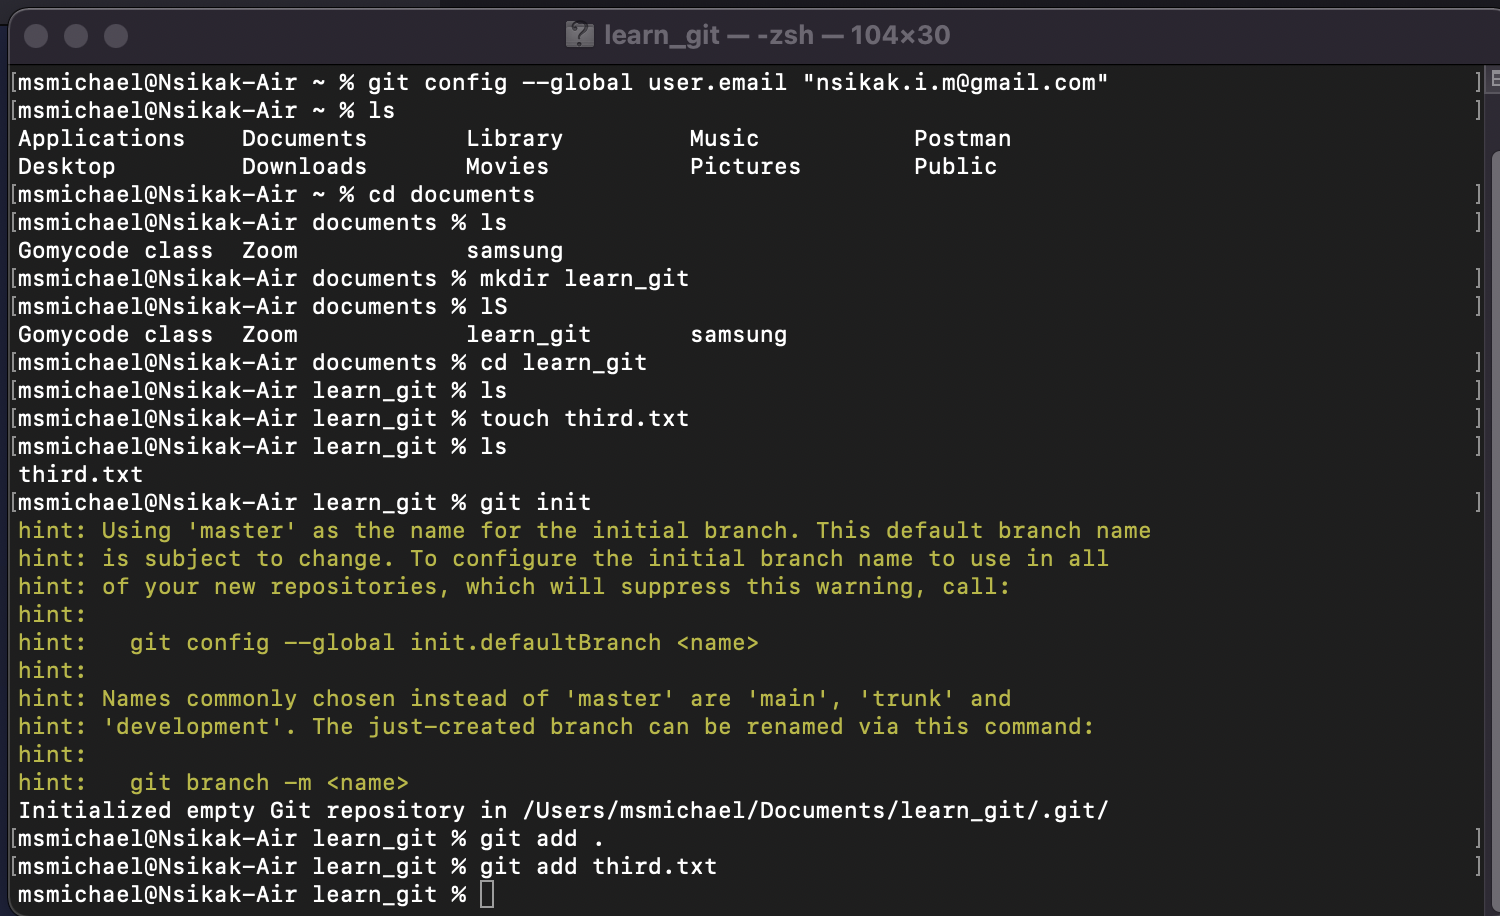 learn_git — -zsh — 104×30
[msmichael@Nsikak-Air ~ % git config --global user.email "nsikak.i.m@gmail.com" ]
[msmichael@Nsikak-Air ~ % ls ]
Applications Documents Library Music Postman
Desktop Downloads Movies Pictures Public
[msmichael@Nsikak-Air ~ % cd documents ]
[msmichael@Nsikak-Air documents % ls ]
Gomycode class Zoom samsung
[msmichael@Nsikak-Air documents % mkdir learn_git ]
[msmichael@Nsikak-Air documents % lS ]
Gomycode class Zoom learn_git samsung
[msmichael@Nsikak-Air documents % cd learn_git ]
[msmichael@Nsikak-Air learn_git % ls ]
[msmichael@Nsikak-Air learn_git % touch third.txt ]
[msmichael@Nsikak-Air learn_git % ls ]
third.txt
[msmichael@Nsikak-Air learn_git % git init ]
hint: Using 'master' as the name for the initial branch. This default branch name
hint: is subject to change. To configure the initial branch name to use in all
hint: of your new repositories, which will suppress this warning, call:
hint:
hint: git config --global init.defaultBranch <name>
hint:
hint: Names commonly chosen instead of 'master' are 'main', 'trunk' and
hint: 'development'. The just-created branch can be renamed via this command:
hint:
hint: git branch -m <name>
Initialized empty Git repository in /Users/msmichael/Documents/learn_git/.git/
[msmichael@Nsikak-Air learn_git % git add . ]
[msmichael@Nsikak-Air learn_git % git add third.txt ]
msmichael@Nsikak-Air learn_git %